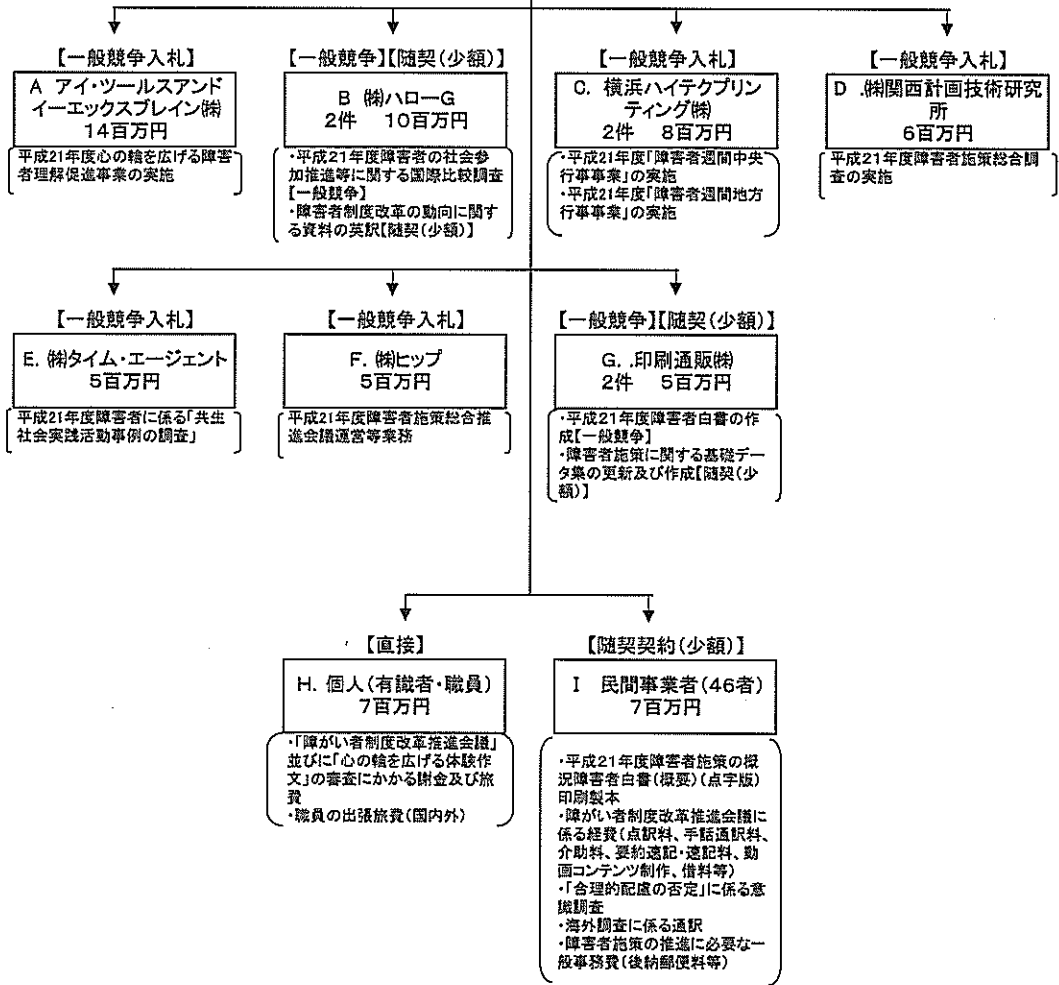 【一般競争入札】
A アイ・ツールスアンド
イーエックスブレイン㈱
14百万円
平成21年度心の輪を広げる障害
者理解促進事業の実施
【一般競争】【随契(少額)】
B ㈱ハローG
2件 10百万円
・平成21年度障害者の社会参
加推進等に関する国際比較調査
【一般競争】
・障害者制度改革の動向に関す
る資料の英訳【随契(少額)】
【一般競争入札】
C. 横浜ハイテクプリン
ティング㈱
2件 8百万円
・平成21年度「障害者週間中央
行事事業」の実施
・平成21年度「障害者週間地方
行事事業」の実施
【一般競争入札】
D .㈱関西計画技術研究
所
6百万円
平成21年度障害者施策総合調
査の実施
【一般競争入札】
E. ㈱タイム・エージェント
5百万円
平成21年度障害者に係る「共生
社会実践活動事例の調査」
【一般競争入札】
F. ㈱ヒップ
5百万円
平成21年度障害者施策総合推
進会議運営等業務
【一般競争】【随契(少額)】
G. .印刷通販㈱
2件 5百万円
・平成21年度障害者白書の作
成【一般競争】
・障害者施策に関する基礎デー
タ集の更新及び作成【随契(少
額)】
【直接】
H. 個人(有識者・職員)
7百万円
・「障がい者制度改革推進会議」
並びに「心の輪を広げる体験作
文」の審査にかかる謝金及び旅
費
・職員の出張旅費(国内外)
【随契契約(少額)】
I 民間事業者(46者)
7百万円
・平成21年度障害者施策の概
況障害者白書(概要)(点字版)
印刷製本
・障がい者制度改革推進会議に
係る経費(点訳料、手話通訳料、
介助料、要約速記・速記料、動
画コンテンツ制作、借料等)
・「合理的配慮の否定」に係る意
識調査
・海外調査に係る通訳
・障害者施策の推進に必要な一
般事務費(後納郵便料等)